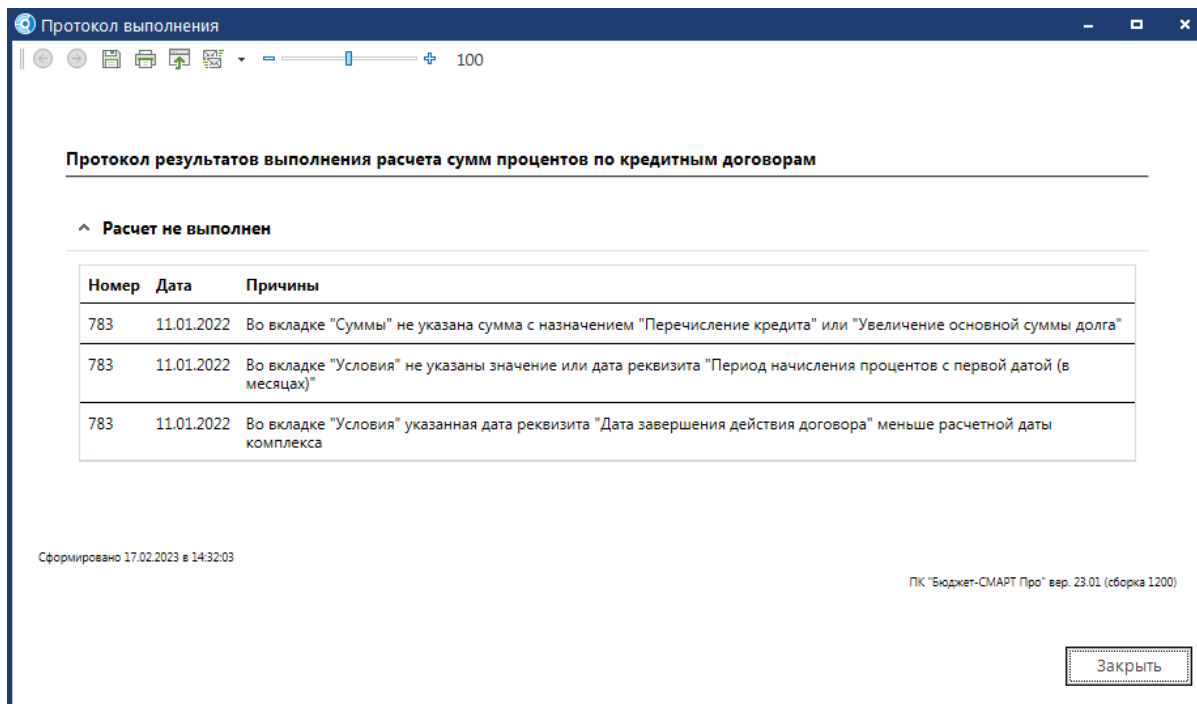 Протокол выполнения
100
Протокол результатов выполнения расчета сумм процентов по кредитным договорам
Расчет не выполнен
Номер Дата Причины
783 11.01.2022 Во вкладке "Суммы" не указана сумма с назначением "Перечисление кредита" или "Увеличение основной суммы долга"
783 11.01.2022 Во вкладке "Условия" не указаны значение или дата реквизита "Период начисления процентов с первой датой (в
месяцах)"
783 11.01.2022 Во вкладке "Условия" указанная дата реквизита "Дата завершения действия договора" меньше расчетной даты
комплекса
Сформировано 17.02.2023 в 14:32:03
ПК "Бюджет-СМАРТ Про" вер. 23.01 (сборка 1200)
Закрыть